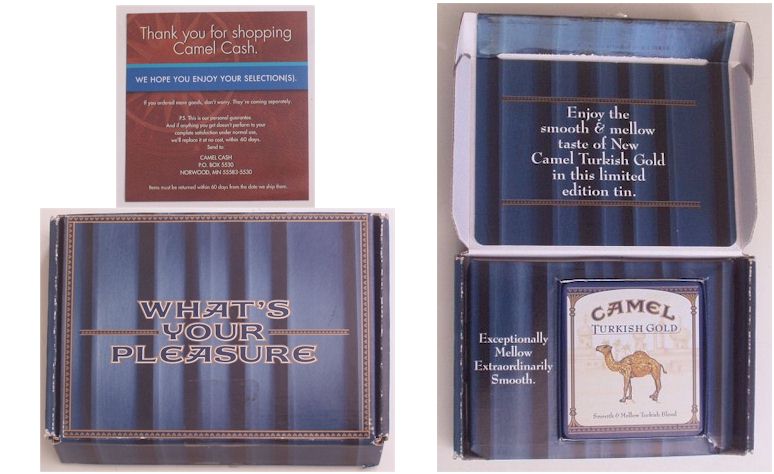 Thank you for shopping
Camel Cash.
WE HOPE YOU ENJOY YOUR SELECTION(S).
If you ordered more goods, don't worry. They're coming separately.
P.S. This is our personal guarantee.
And if anything you get doesn't perform to your
complete satisfaction under normal use,
we'll replace it at no cost, within 60 days.
Send to:
CAMEL CASH
P.O. BOX 5530
NORWOOD, MN 55583-5530
Items must be returned within 60 days from the date we ship them.
WHAT'S
YOUR
PLEASURE
Enjoy the
smooth & mellow
taste of New
Camel Turkish Gold
in this limited
edition tin.
Exceptionally
Mellow
Extraordinarily
Smooth.
CAMEL
TURKISH GOLD
Smooth & Mellow Turkish Blend